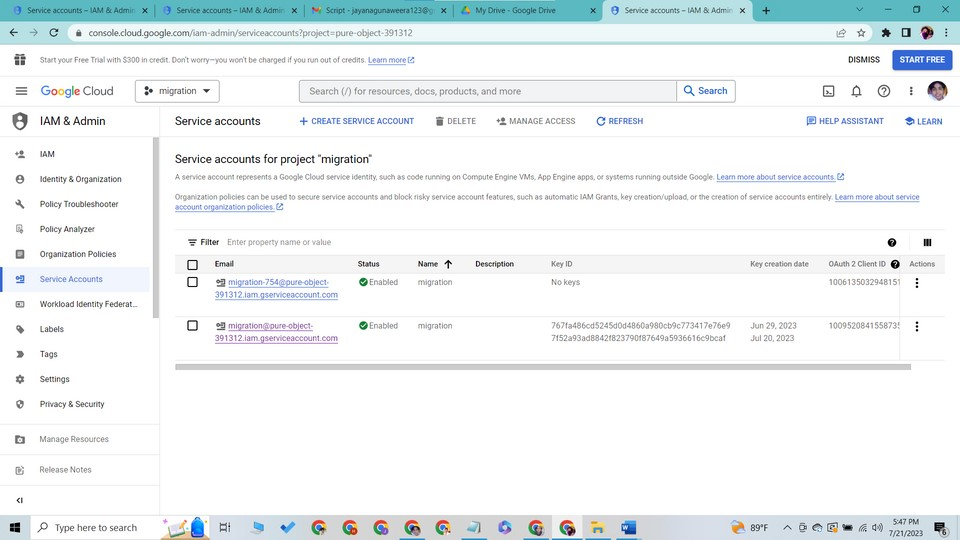 Service accounts – IAM & Admin
Service accounts – IAM & Admin
Script - jayanagunaweera123@g
My Drive - Google Drive
Service accounts – IAM & Admin
console.cloud.google.com/iam-admin/serviceaccounts?project=pure-object-391312
Start your Free Trial with $300 in credit. Don't worry—you won't be charged if you run out of credits. Learn more
DISMISS
START FREE
Google Cloud
migration
Search (/) for resources, docs, products, and more
Search
IAM & Admin
Service accounts
+ CREATE SERVICE ACCOUNT
DELETE
MANAGE ACCESS
REFRESH
HELP ASSISTANT
LEARN
IAM
Identity & Organization
Policy Troubleshooter
Policy Analyzer
Organization Policies
Service Accounts
Workload Identity Federat...
Labels
Tags
Settings
Privacy & Security
Manage Resources
Release Notes
Service accounts for project "migration"
A service account represents a Google Cloud service identity, such as code running on Compute Engine VMs, App Engine apps, or systems running outside Google. Learn more about service accounts.
Organization policies can be used to secure service accounts and block risky service account features, such as automatic IAM Grants, key creation/upload, or the creation of service accounts entirely. Learn more about service
account organization policies.
Filter Enter property name or value
Email Status Name Description Key ID Key creation date OAuth 2 Client ID Actions
migration-754@pure-object- Enabled migration No keys 1006135032948151
391312.iam.gserviceaccount.com
migration@pure-object- Enabled migration 767fa486cd5245d0d4860a980cb9c773417e76e9 Jun 29, 2023 1009520841558735
391312.iam.gserviceaccount.com 7f52a93ad8842f823790f87649a5936616c9bcaf Jul 20, 2023
Type here to search
89°F
5:47 PM
7/21/2023
6